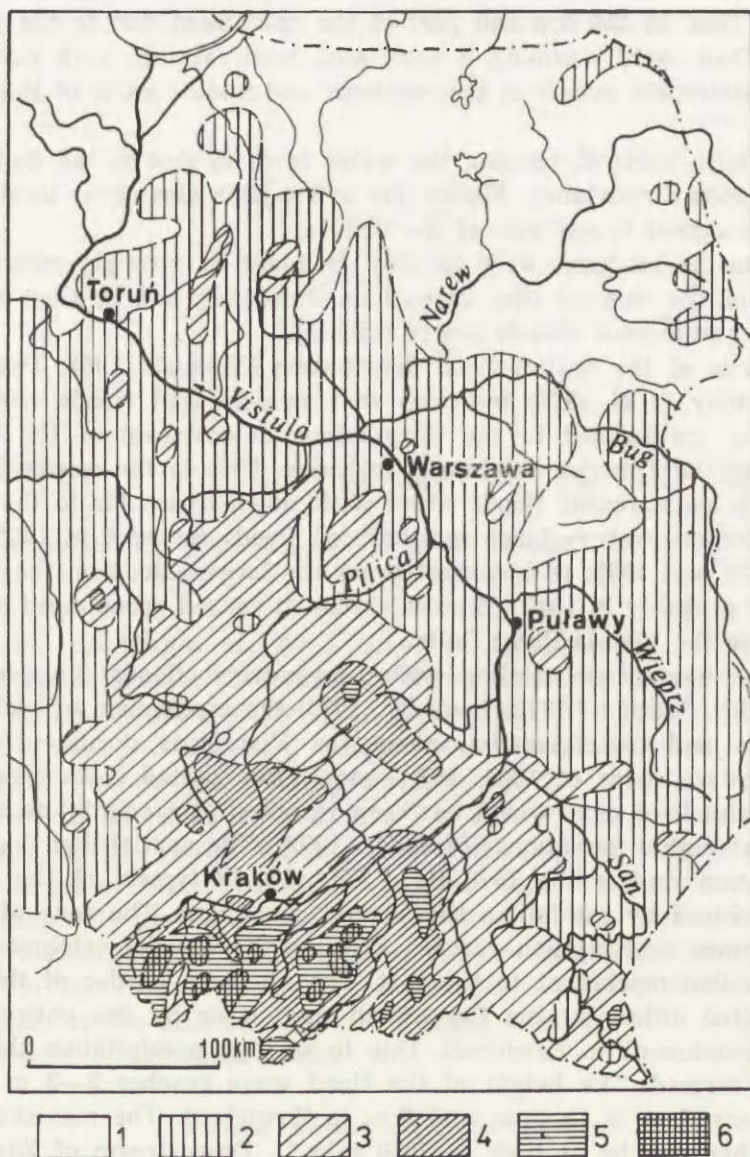 Toruń
Narew
Vistula
Bug
Warszawa
Pilica
Puławy
Wieprz
San
Kraków
0 100km
1 2 3 4 5 6